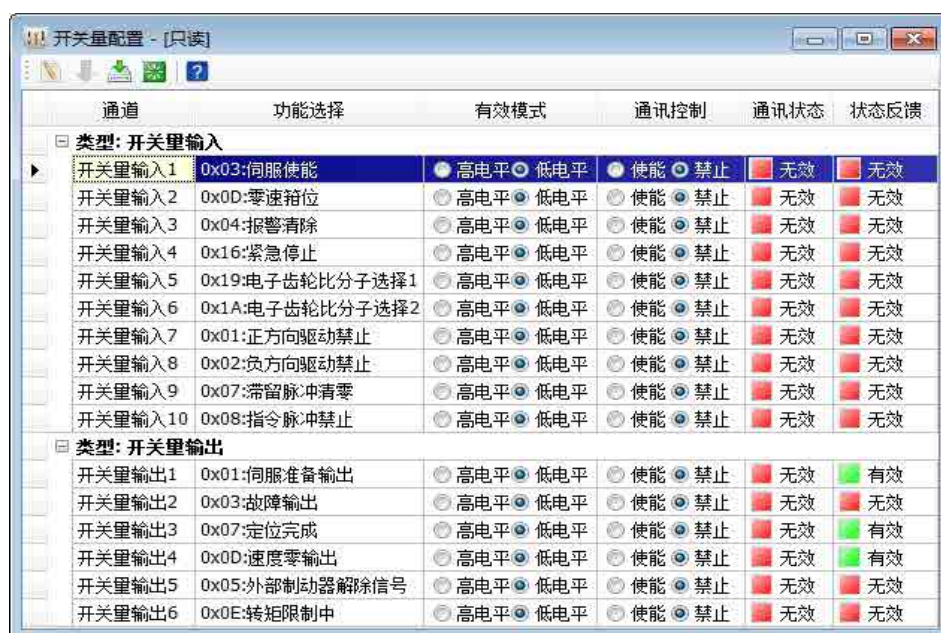 开关量配置 - [只读]
通道 功能选择 有效模式 通讯控制 通讯状态 状态反馈
类型: 开关量输入
开关量输入1 0x03:伺服使能 高电平 低电平 使能 禁止 无效 无效
开关量输入2 0x0D:零速箝位 高电平 低电平 使能 禁止 无效 无效
开关量输入3 0x04:报警清除 高电平 低电平 使能 禁止 无效 无效
开关量输入4 0x16:紧急停止 高电平 低电平 使能 禁止 无效 无效
开关量输入5 0x19:电子齿轮比分子选择1 高电平 低电平 使能 禁止 无效 无效
开关量输入6 0x1A:电子齿轮比分子选择2 高电平 低电平 使能 禁止 无效 无效
开关量输入7 0x01:正方向驱动禁止 高电平 低电平 使能 禁止 无效 无效
开关量输入8 0x02:负方向驱动禁止 高电平 低电平 使能 禁止 无效 无效
开关量输入9 0x07:滞留脉冲清零 高电平 低电平 使能 禁止 无效 无效
开关量输入10 0x08:指令脉冲禁止 高电平 低电平 使能 禁止 无效 无效
类型: 开关量输出
开关量输出1 0x01:伺服准备输出 高电平 低电平 使能 禁止 无效 有效
开关量输出2 0x03:故障输出 高电平 低电平 使能 禁止 无效 无效
开关量输出3 0x07:定位完成 高电平 低电平 使能 禁止 无效 有效
开关量输出4 0x0D:速度零输出 高电平 低电平 使能 禁止 无效 有效
开关量输出5 0x05:外部制动器解除信号 高电平 低电平 使能 禁止 无效 无效
开关量输出6 0x0E:转矩限制中 高电平 低电平 使能 禁止 无效 无效